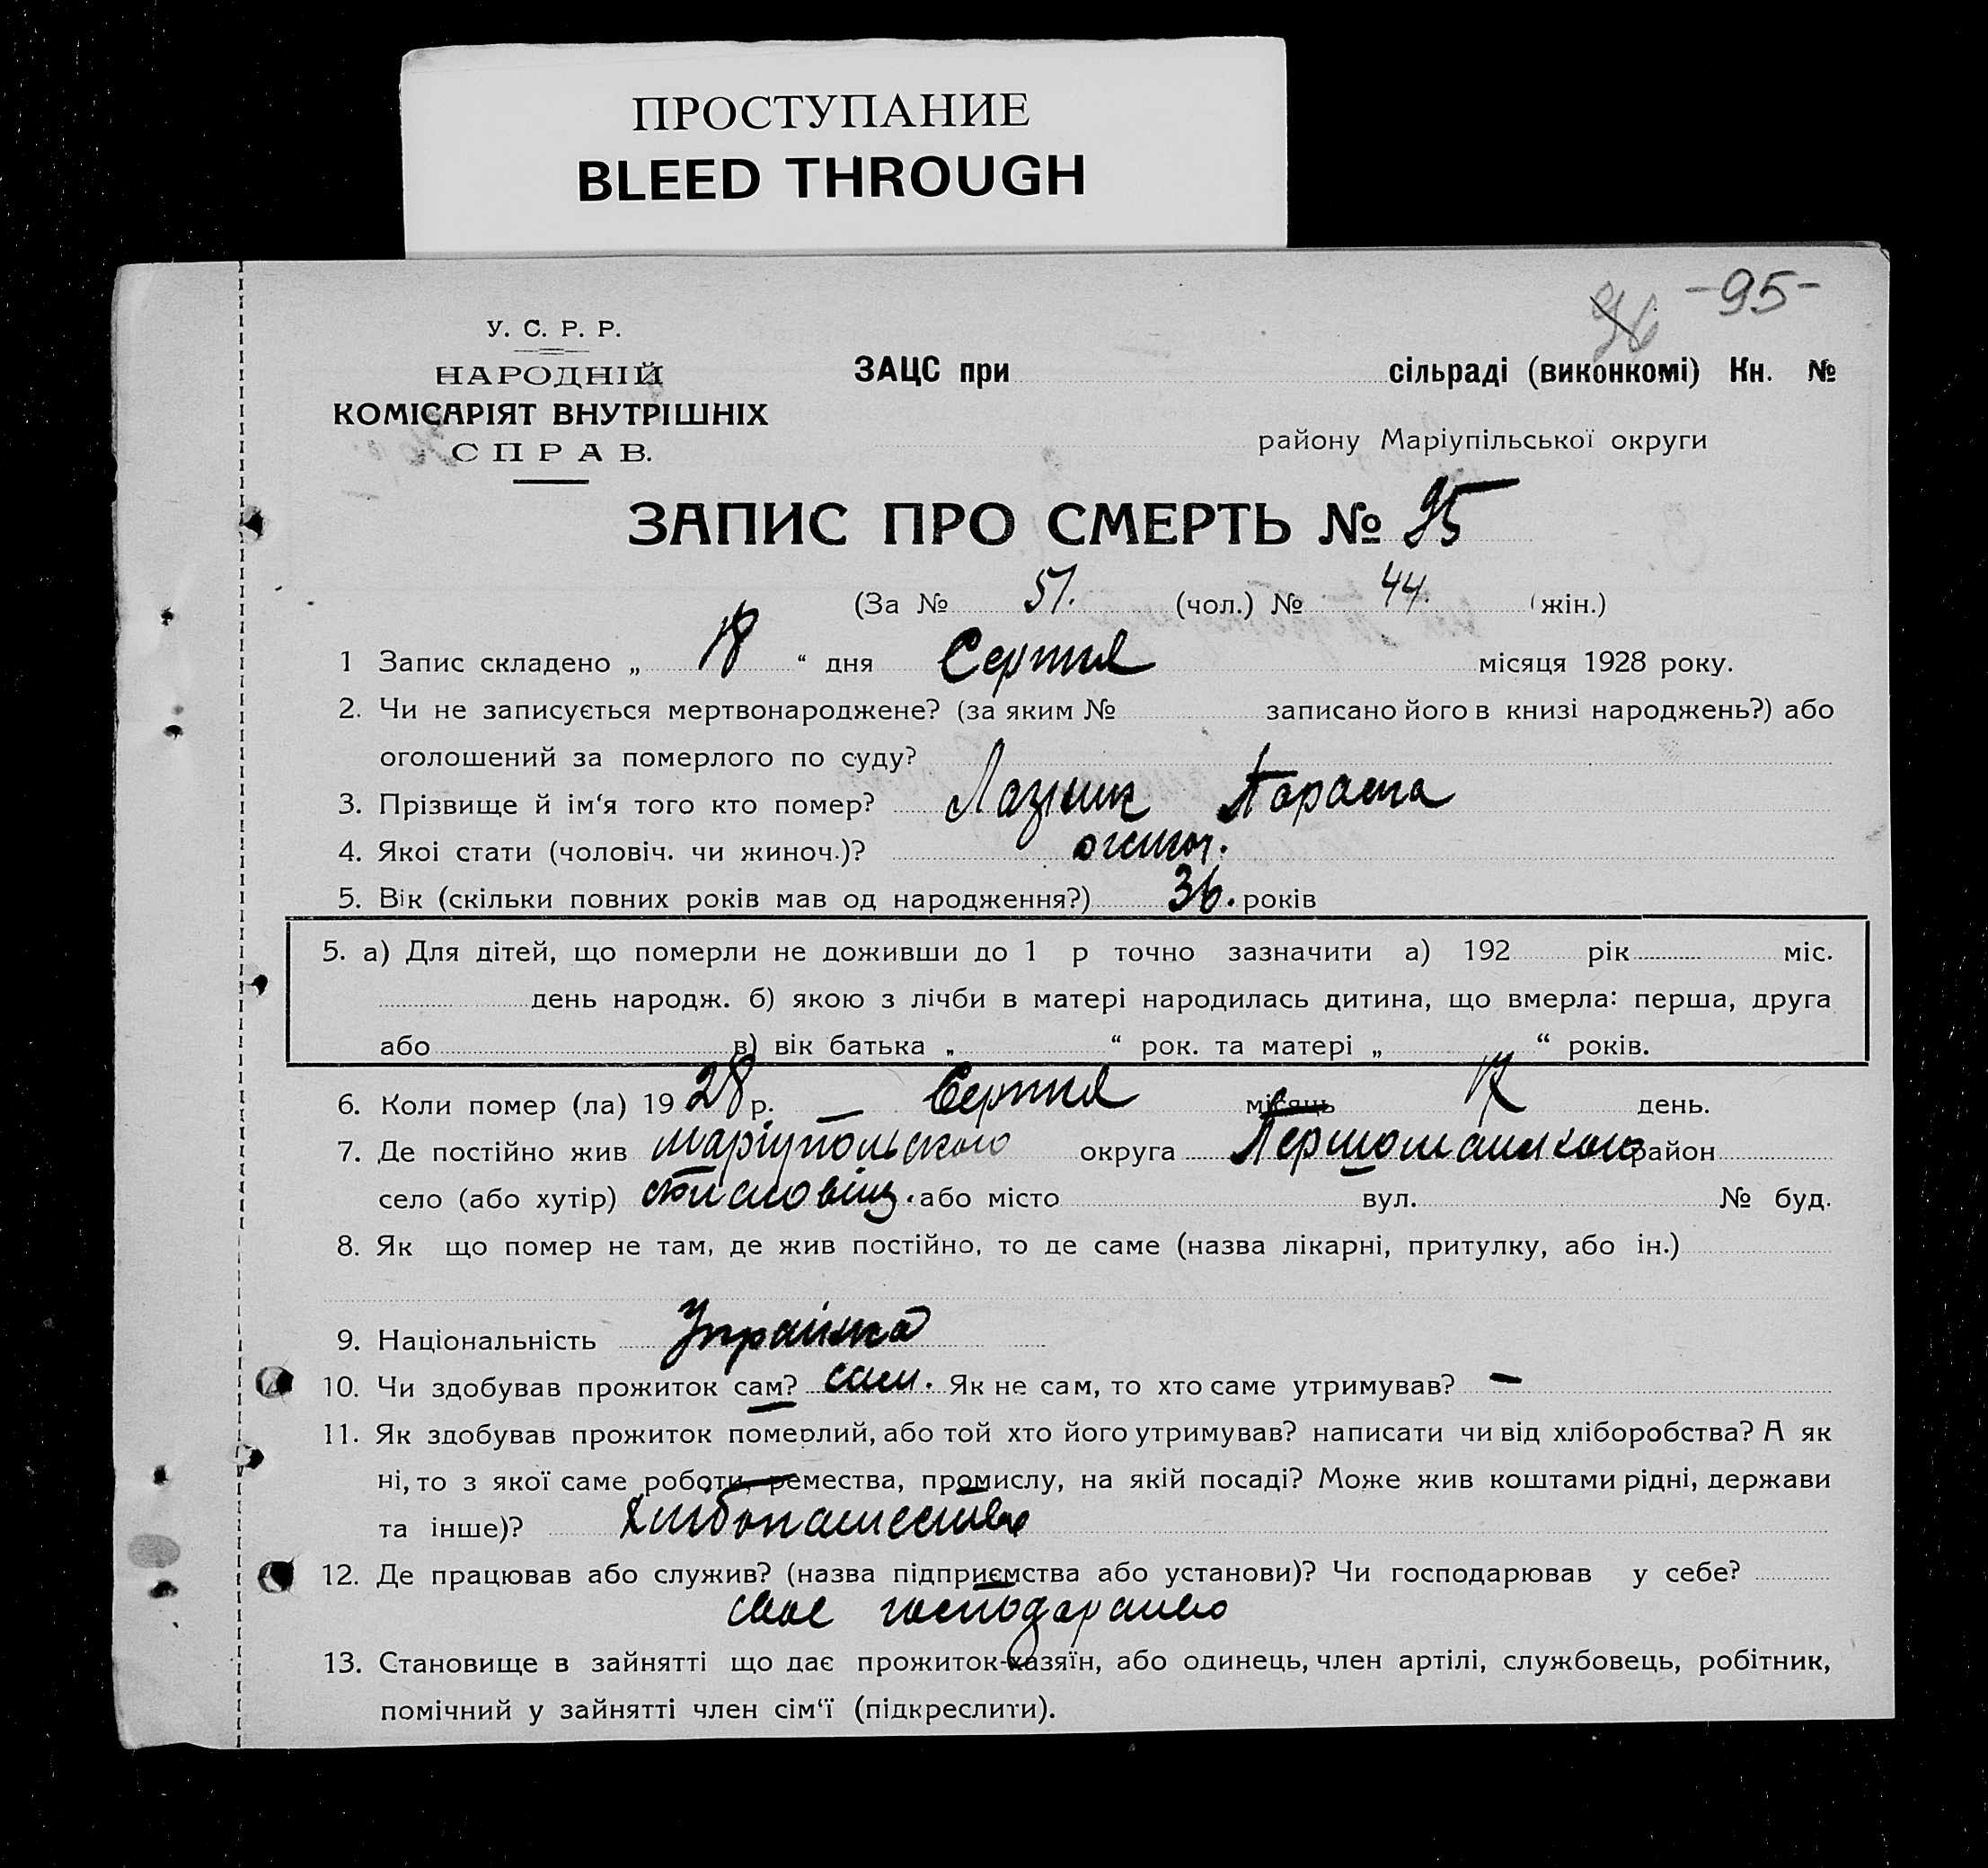 ПРОСТУПАНИЕ
BLEED THROUGH
96 -95-
У. С. Р. Р.
НАРОДНІЙ
КОМІСАРІЯТ ВНУТРІШНІХ
СПРАВ.
ЗАЦС при сільраді (виконкомі) Кн. №
району Маріупільської округи
ЗАПИС ПРО СМЕРТЬ № 95
(За № 51. (чол.) № 44. (жін.)
1 Запис складено „ 18 “ дня Серпня місяця 1928 року.
2. Чи не записується мертвонароджене? (за яким № записано його в книзі народжень?) або
оголошений за померлого по суду?
3. Прізвище й ім‘я того кто помер? Лазник Параска
4. Якоі стати (чоловіч. чи жиноч.)? жиноч.
5. Вік (скільки повних років мав од народження?) 36. років
5. а) Для дітей, що померли не доживши до 1 р точно зазначити а) 192 рік міс.
день народж. б) якою з лічби в матері народилась дитина, що вмерла: перша, друга
або в) вік батька „ “ рок. та матері „ “ років.
6. Коли помер (ла) 1928 р. — Серпня місяць 17 день.
7. Де постійно жив Маріупольського округа Першотравневого район
село (або хутір) або місто вул. № буд.
8. Як що помер не там, де жив постійно, то де саме (назва лікарні, притулку, або ін.)
9. Національність Українка
10. Чи здобував прожиток сам? сам. Як не сам, то хто саме утримував? —
11. Як здобував прожиток померлий, або той хто його утримував? написати чи від хліборобства? А як
ні, то з якої саме роботи, ремества, промислу, на якій посаді? Може жив коштами рідні, держави
та інше)? Хлібопашество
12. Де працював або служив? (назва підприємства або установи)? Чи господарював у себе?
своє господарство
13. Становище в зайнятті що дає прожиток-хазяїн, або одинець, член артілі, службовець, робітник,
помічний у зайнятті член сім‘ї (підкреслити).